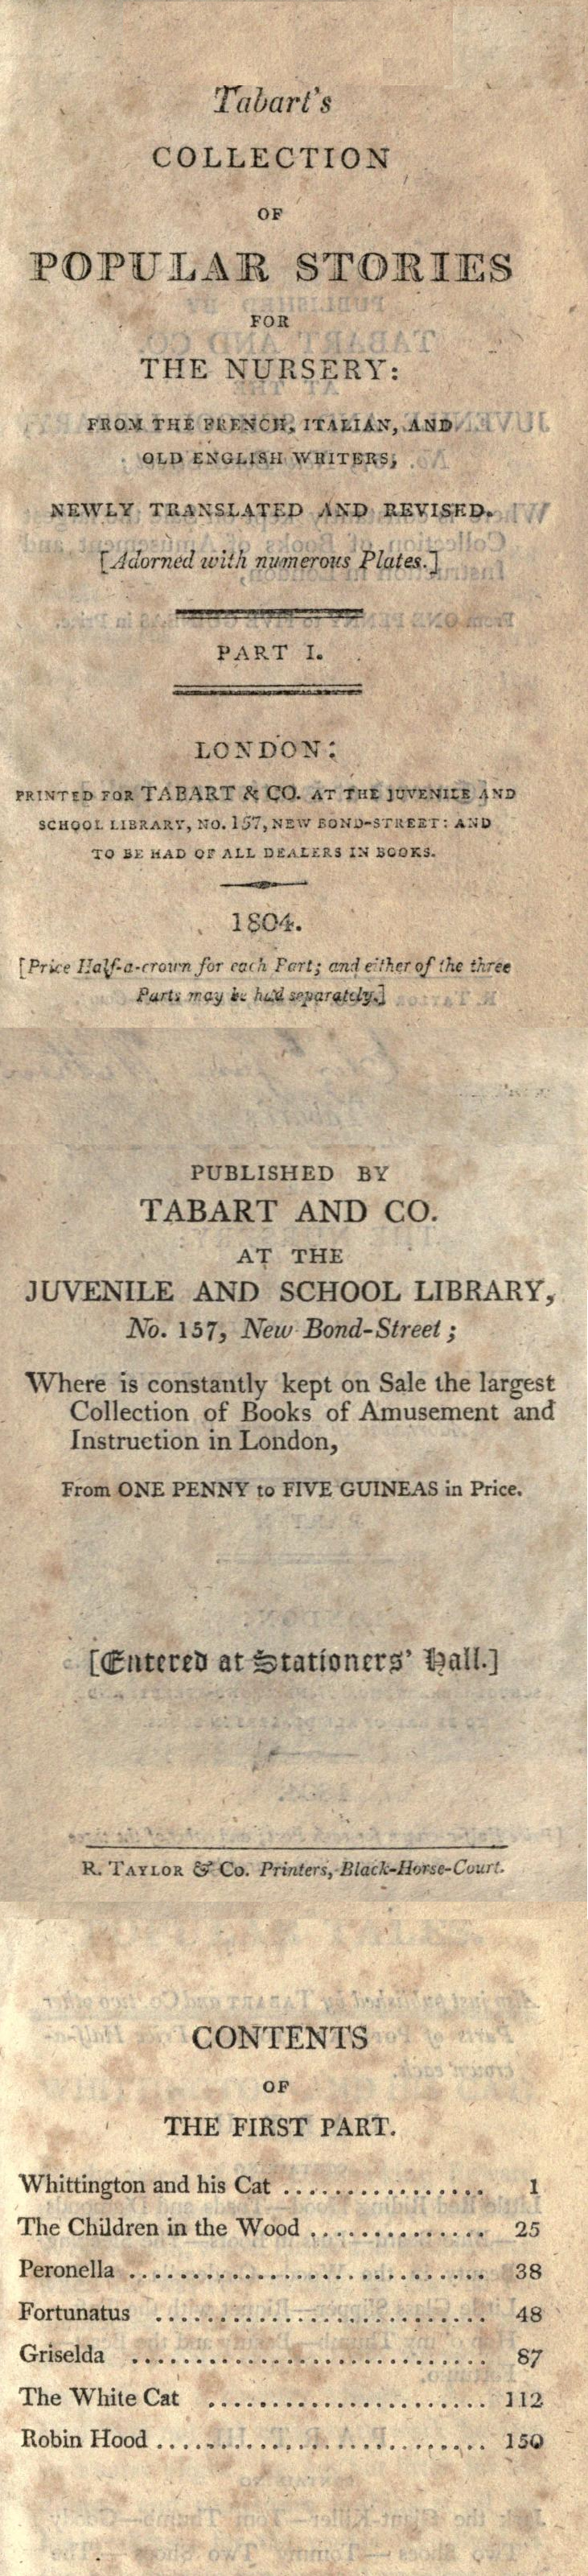 Tabart's
COLLECTION
OF
POPULAR STORIES
FOR
THE NURSERY:
FROM THE FRENCH, ITALIAN, AND
OLD ENGLISH WRITERS,
NEWLY TRANSLATED AND REVISED.
[Adorned with numerous Plates.]
PART I.
LONDON:
PRINTED FOR TABART & CO. AT THE JUVENILE AND
SCHOOL LIBRARY, NO. 157, NEW BOND-STREET: AND
TO BE HAD OF ALL DEALERS IN BOOKS.
1804.
[Price Half-a-crown for each Part; and either of the three
Parts may be had separately.]
PUBLISHED BY
TABART AND CO.
AT THE
JUVENILE AND SCHOOL LIBRARY,
No. 157, New Bond-Street;
Where is constantly kept on Sale the largest
Collection of Books of Amusement and
Instruction in London,
From ONE PENNY to FIVE GUINEAS in Price.
[Entered at Stationers' Hall.]
R. TAYLOR & Co. Printers, Black-Horse-Court.
CONTENTS
OF
THE FIRST PART.
Whittington and his Cat ................ 1
The Children in the Wood .............. 25
Peronella ............................ 38
Fortunatus .......................... 48
Griselda ............................ 87
The White Cat ...................... 112
Robin Hood .......................... 150